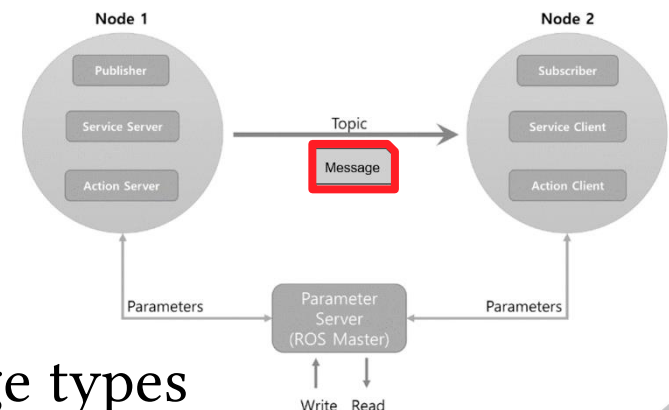 Node 1
Node 2
Publisher
Subscriber
Topic
Service Server
Service Client
Message
Action Server
Action Client
Parameters
Parameter
Server
(ROS Master)
Parameters
types
Write Read